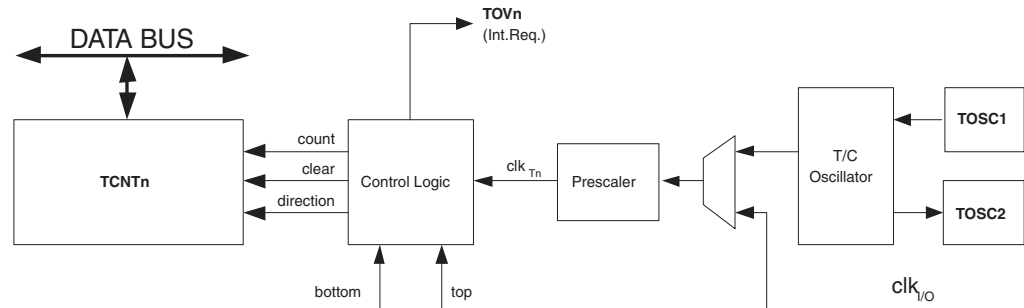 DATA BUS
TOVn
(Int.Req.)
TCNTn
count
clear
direction
Control Logic
clk Tn
Prescaler
T/C
Oscillator
TOSC1
TOSC2
bottom
top
clk I/O